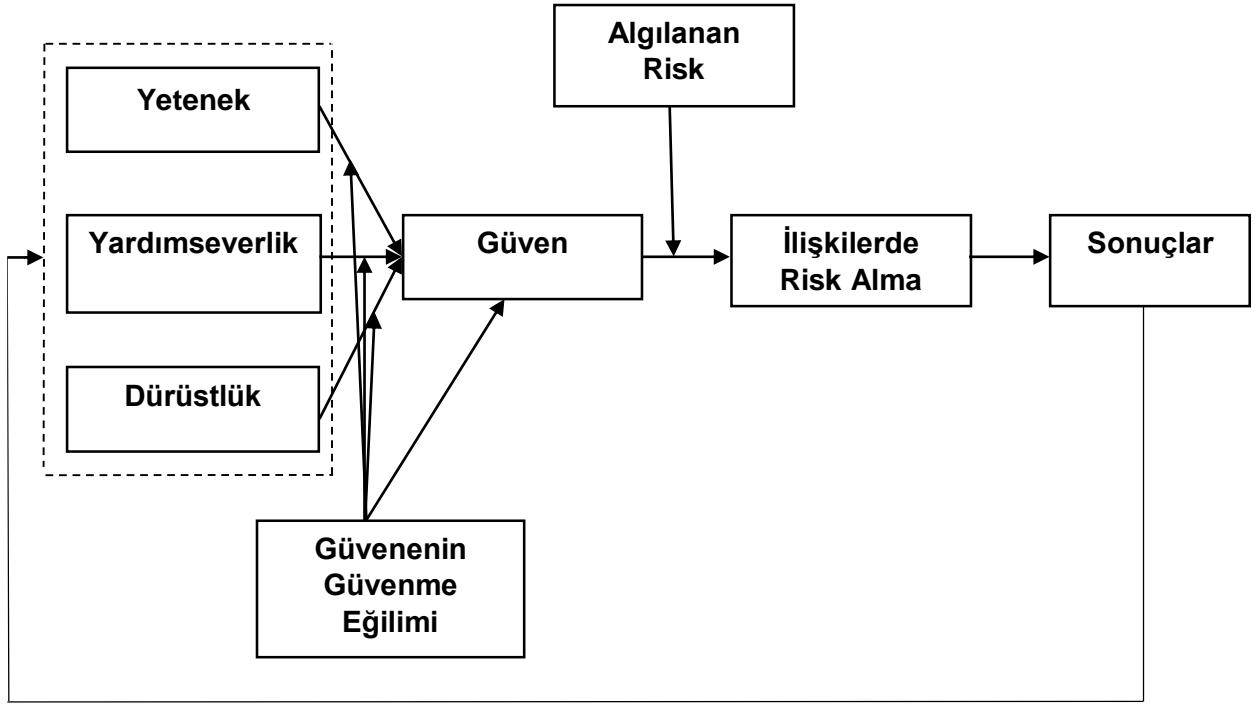 Algılanan
Risk
Yetenek
Yardımseverlik
Güven
İlişkilerde
Risk Alma
Sonuçlar
Dürüstlük
Güvenenin
Güvenme
Eğilimi